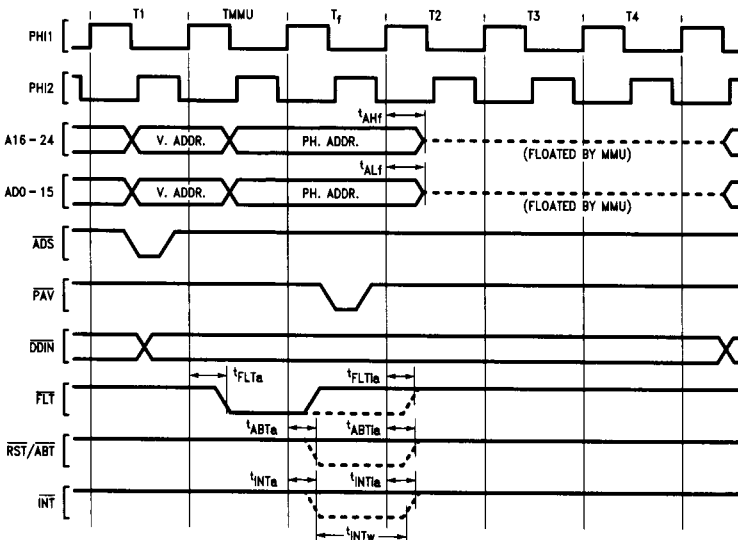 T1 TMMU Tf T2 T3 T4
PHI1
PHI2
tAHf
A16-24 V. ADDR. PH. ADDR. (FLOATED BY MMU)
tALf
AD0-15 V. ADDR. PH. ADDR. (FLOATED BY MMU)
ADS
PAV
DDIN
tFLTa tFLTIa
FLT
tABTa tABTIa
RST/ABT
tINTa tINTIa
INT
tINTw